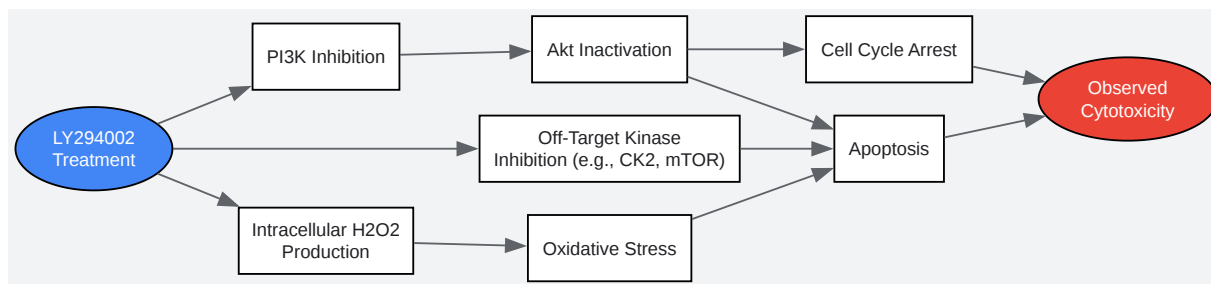 PI3K Inhibition
Akt Inactivation
Cell Cycle Arrest
Observed
Cytotoxicity
LY294002
Treatment
Off-Target Kinase
Inhibition (e.g., CK2, mTOR)
Apoptosis
Intracellular H2O2
Production
Oxidative Stress